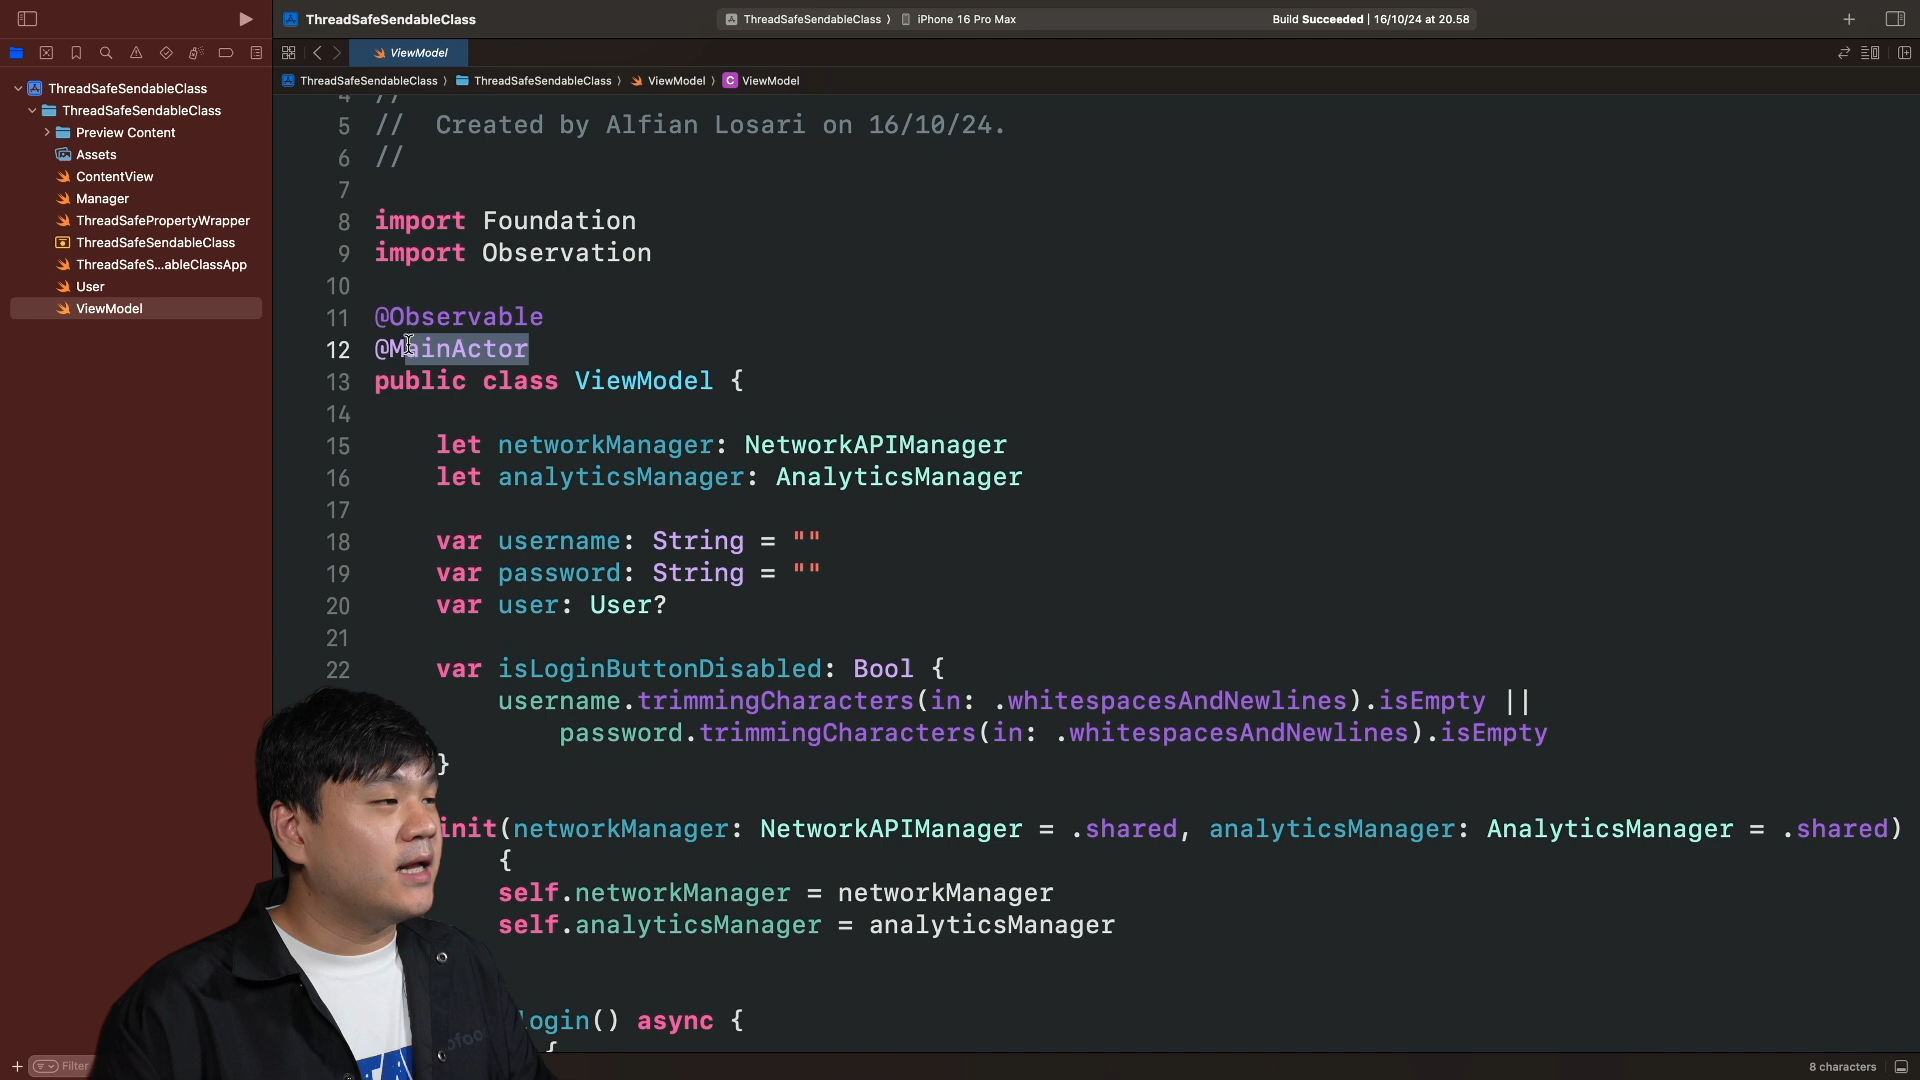 ThreadSafeSendableClass
ThreadSafeSendableClass 〉 iPhone 16 Pro Max
Build Succeeded | 16/10/24 at 20.58
ViewModel
ThreadSafeSendableClass 〉 ThreadSafeSendableClass 〉 ViewModel 〉 C ViewModel
ThreadSafeSendableClass
ThreadSafeSendableClass
Preview Content
Assets
ContentView
Manager
ThreadSafePropertyWrapper
ThreadSafeSendableClass
ThreadSafeS...ableClassApp
User
ViewModel
4 //
5 //  Created by Alfian Losari on 16/10/24.
6 //
7
8 import Foundation
9 import Observation
10
11 @Observable
12 @MainActor
13 public class ViewModel {
14
15     let networkManager: NetworkAPIManager
16     let analyticsManager: AnalyticsManager
17
18     var username: String = ""
19     var password: String = ""
20     var user: User?
21
22     var isLoginButtonDisabled: Bool {
username.trimmingCharacters(in: .whitespacesAndNewlines).isEmpty ||
password.trimmingCharacters(in: .whitespacesAndNewlines).isEmpty
}
init(networkManager: NetworkAPIManager = .shared, analyticsManager: AnalyticsManager = .shared)
{
self.networkManager = networkManager
self.analyticsManager = analyticsManager
login() async {
{
Filter
8 characters